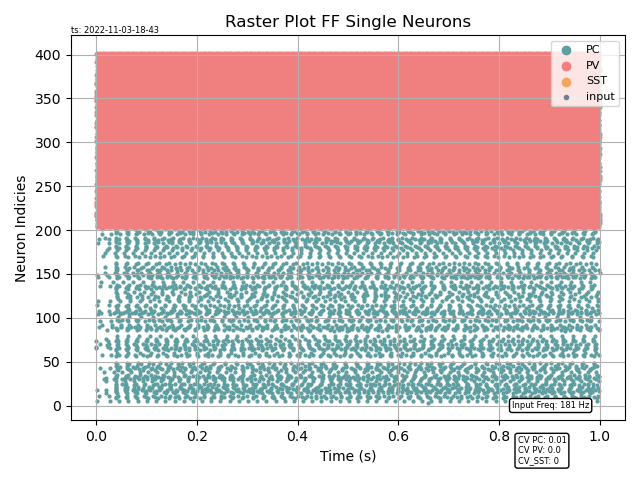 Raster Plot FF Single Neurons
ts: 2022-11-03-18-43
PC
PV
SST
input
400
350
300
250
200
150
100
50
0
Neuron Indicies
Input Freq: 181 Hz
0.0 0.2 0.4 0.6 0.8 1.0
Time (s)
CV PC: 0.01
CV PV: 0.0
CV_SST: 0